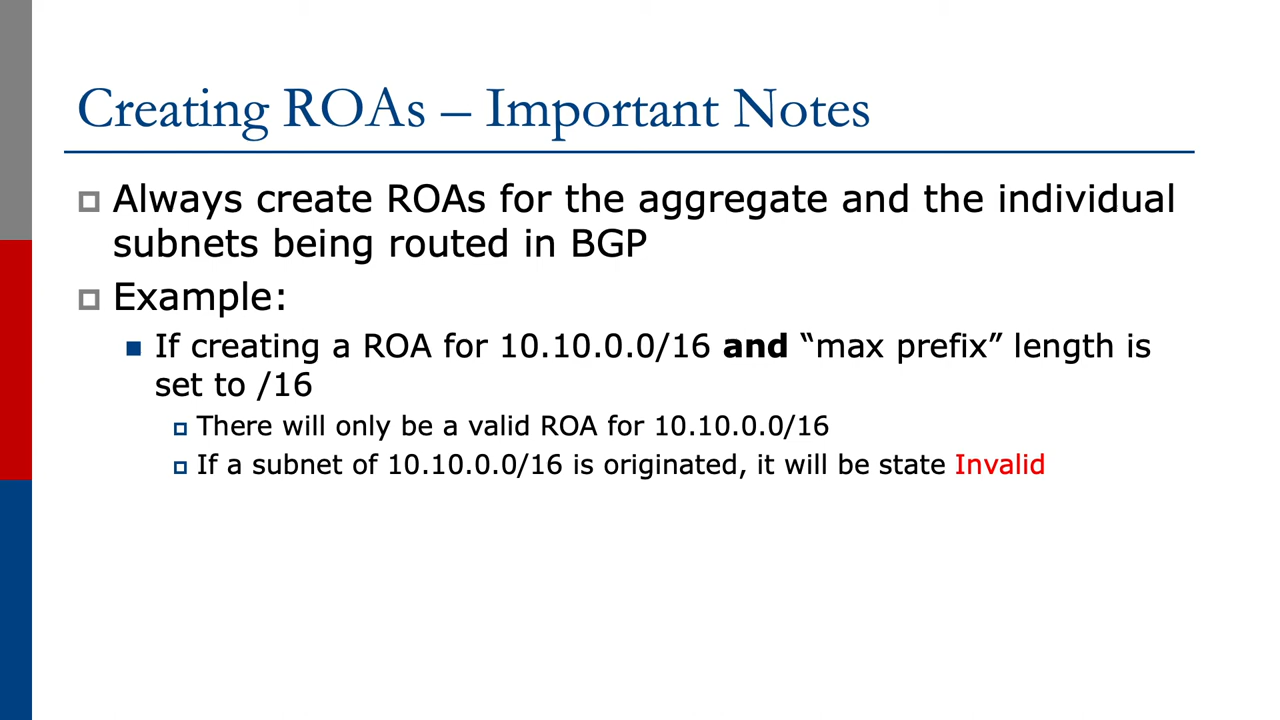 Creating ROAs – Important Notes
Always create ROAs for the aggregate and the individual
subnets being routed in BGP
Example:
If creating a ROA for 10.10.0.0/16 and “max prefix” length is
set to /16
There will only be a valid ROA for 10.10.0.0/16
If a subnet of 10.10.0.0/16 is originated, it will be state Invalid